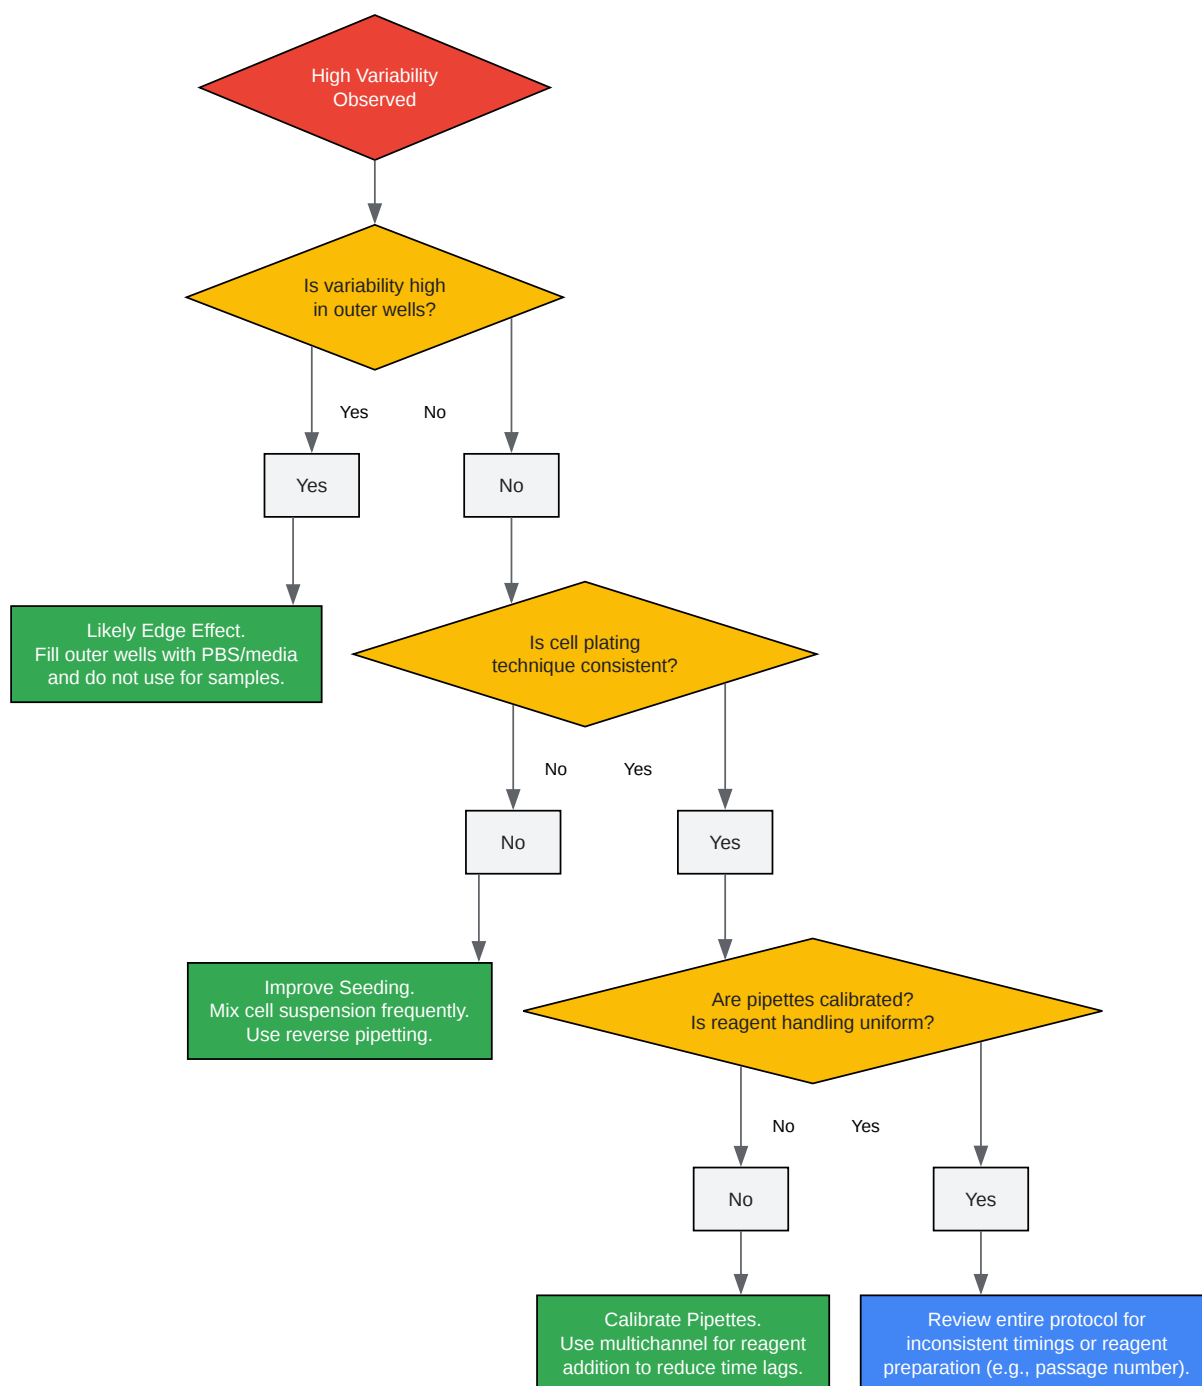 High Variability
Observed
Is variability high
in outer wells?
Yes
No
Yes
No
Likely Edge Effect.
Fill outer wells with PBS/media
and do not use for samples.
Is cell plating
technique consistent?
No
Yes
No
Yes
Improve Seeding.
Mix cell suspension frequently.
Use reverse pipetting.
Are pipettes calibrated?
Is reagent handling uniform?
No
Yes
No
Yes
Calibrate Pipettes.
Use multichannel for reagent
addition to reduce time lags.
Review entire protocol for
inconsistent timings or reagent
preparation (e.g., passage number).